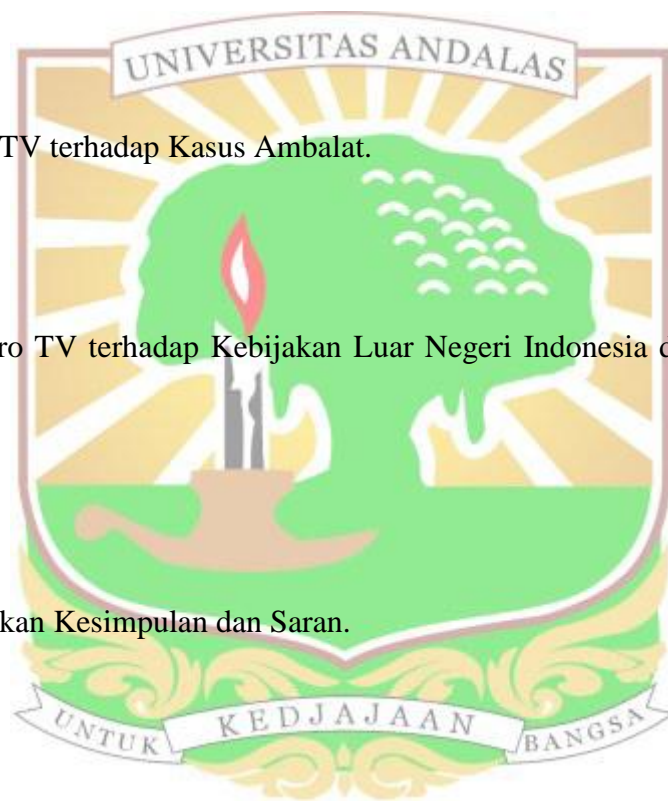 UNIVERSITAS ANDALAS
TV terhadap Kasus Ambalat.
ro TV terhadap Kebijakan Luar Negeri Indonesia d
kan Kesimpulan dan Saran.
UNTUK KEDJAJAAN BANGSA